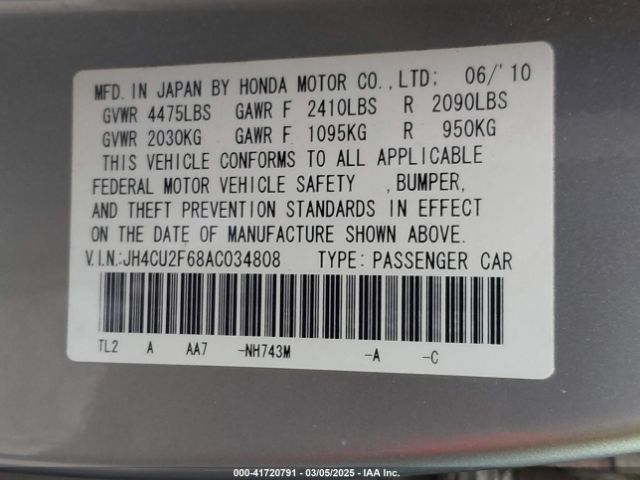 MFD. IN JAPAN BY HONDA MOTOR CO.,LTD; 06/'10
GVWR 4475LBS GAWR F 2410LBS R 2090LBS
GVWR 2030KG GAWR F 1095KG R 950KG
THIS VEHICLE CONFORMS TO ALL APPLICABLE
FEDERAL MOTOR VEHICLE SAFETY ,BUMPER,
AND THEFT PREVENTION STANDARDS IN EFFECT
ON THE DATE OF MANUFACTURE SHOWN ABOVE.
V.I.N.:JH4CU2F68AC034808 TYPE: PASSENGER CAR
TL2 A AA7 -NH743M -A -C
000-41720791 - 03/05/2025 - IAA Inc.